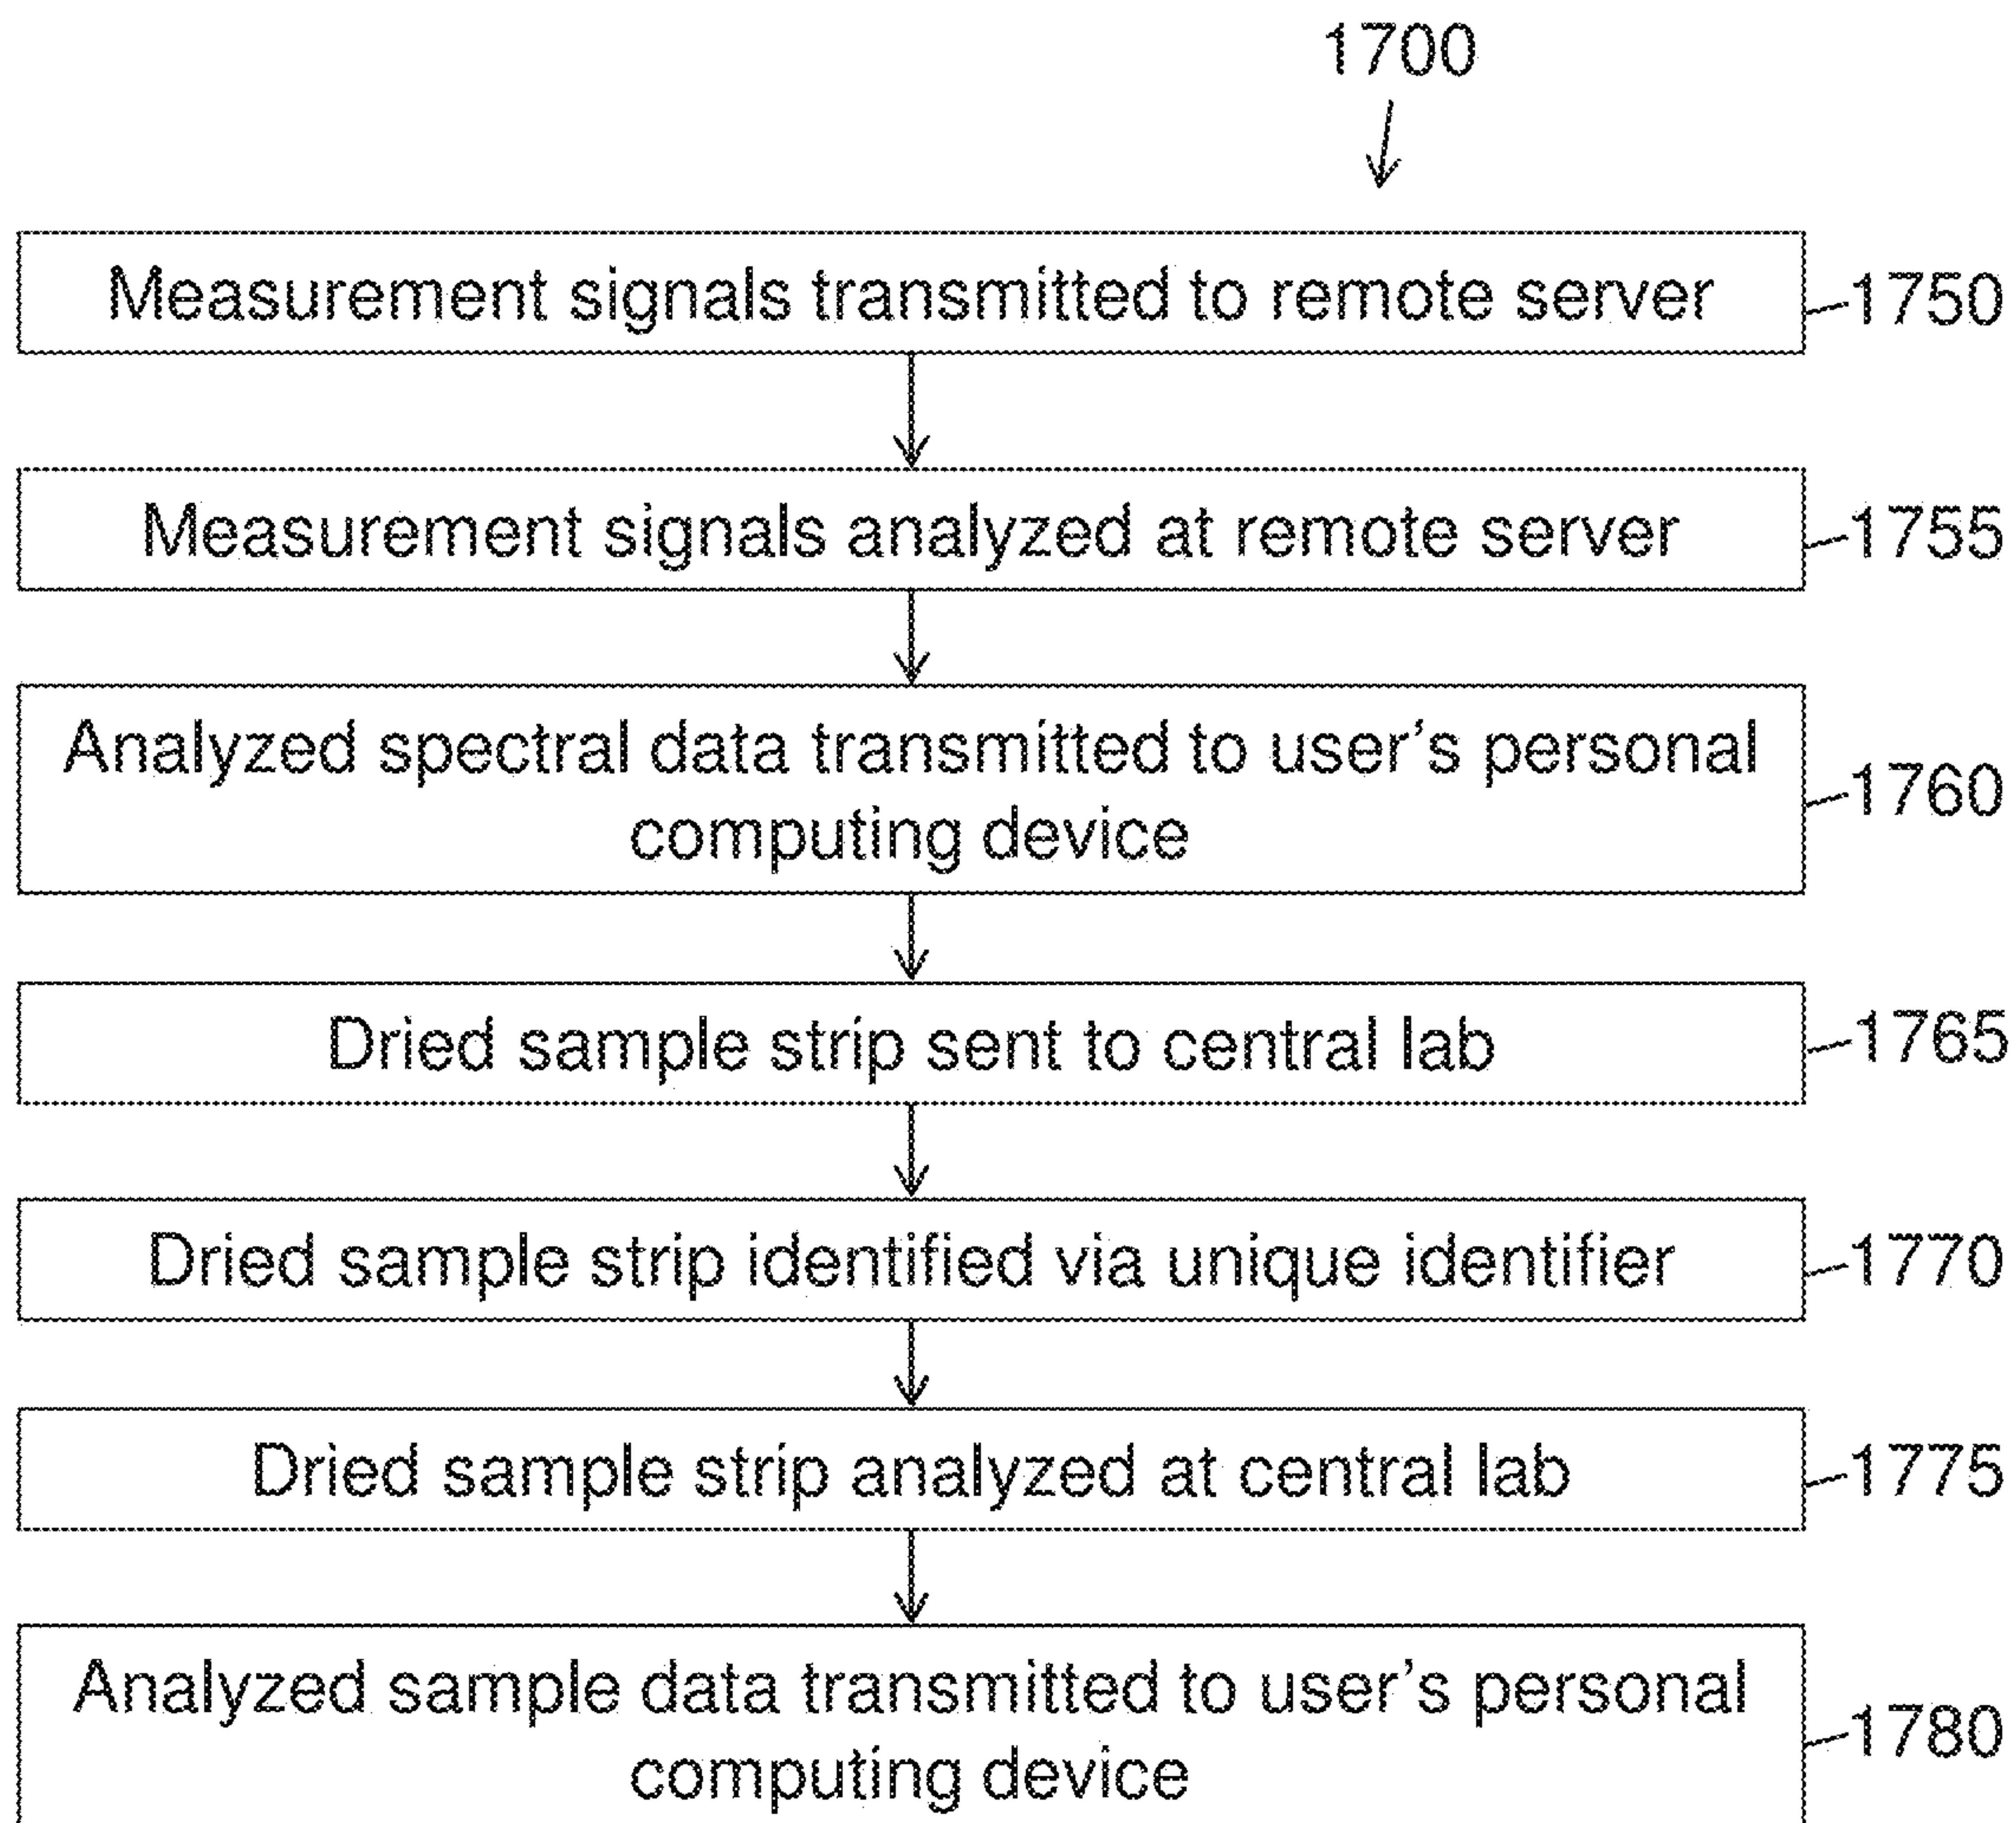 1700
Measurement signals transmitted to remote server
1750
Measurement signals analyzed at remote server
1755
Analyzed spectral data transmitted to user's personal
computing device
1760
Dried sample strip sent to central lab
1765
Dried sample strip identified via unique identifier
1770
Dried sample strip analyzed at central lab
1775
Analyzed sample data transmitted to user's personal
computing device
1780